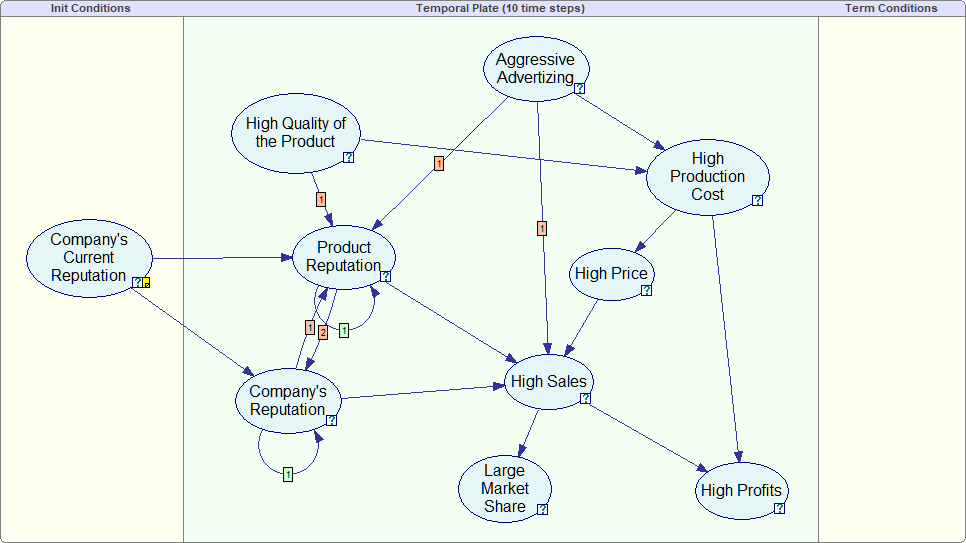 Init Conditions
Temporal Plate (10 time steps)
Term Conditions
Aggressive
Advertizing
?
High Quality of
the Product
?
1
1
High
Production
Cost
?
1
Company's
Current
Reputation
?
Product
Reputation
?
High Price
?
1
2
1
High Sales
?
Company's
Reputation
?
1
Large
Market
Share
?
High Profits
?